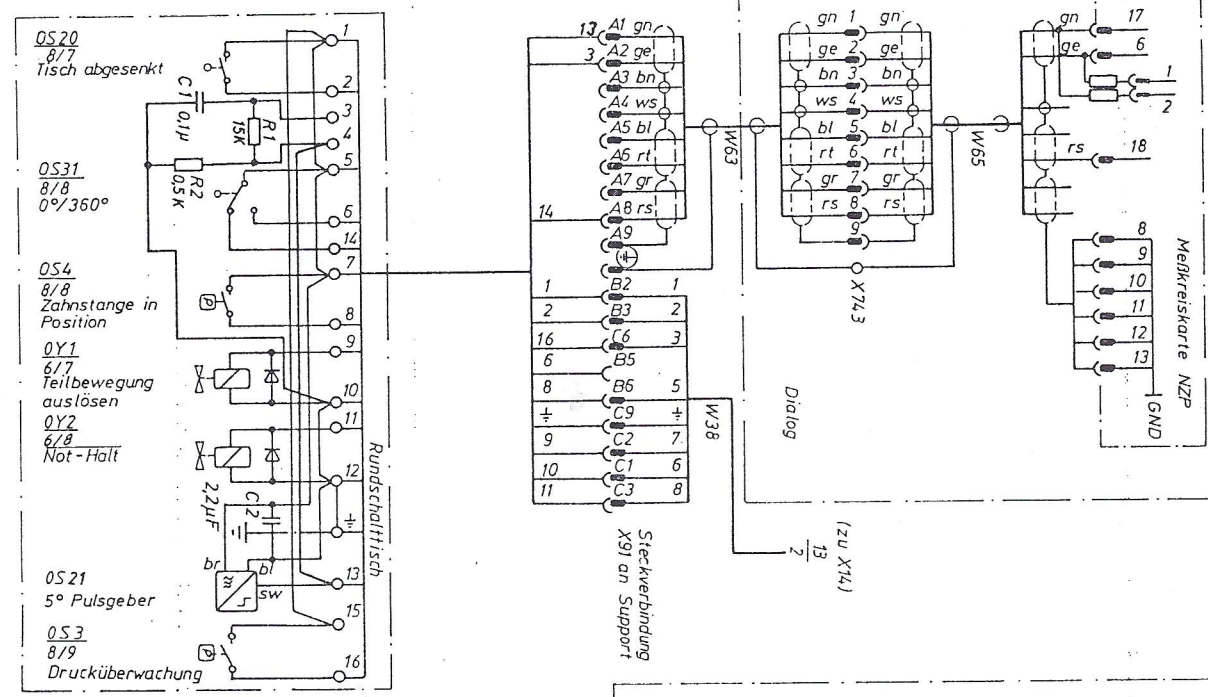 0S20
8/7
Tisch abgesenkt
C1 0,1µ
R1
15K
R2
0,5K
0S31
8/8
0°/360°
0S4
8/8
Zahnstange in
Position
0Y1
6/7
Teilbewegung
auslösen
0Y2
6/8
Not-Halt
C2
2,2µF
br
bl
sw
0S21
5° Pulsgeber
0S3
8/9
Drucküberwachung
P
P
1
2
3
4
5
6
14
7
8
9
10
11
12
13
15
16
Rundschalttisch
13 A1 gn
3 A2 ge
A3 bn
A4 ws
A5 bl
A6 rt
A7 gr
14 A8 rs
A9
1 B2 1
2 B3 2
16 C6 3
6 B5
8 B6 5
C9
9 C2 7
10 C1 6
11 C3 8
Steckverbindung
X91 an Support
W63
W38
13
2
(zu X14)
gn 1 gn
ge 2 ge
bn 3 bn
ws 4 ws
bl 5 bl
rt 6 rt
gr 7 gr
rs 8 rs
9
X743
Dialog
W65
gn 17
ge 6
1
2
rs 18
8
9
10
11
12
13
GND
Meßkreiskarte NZP